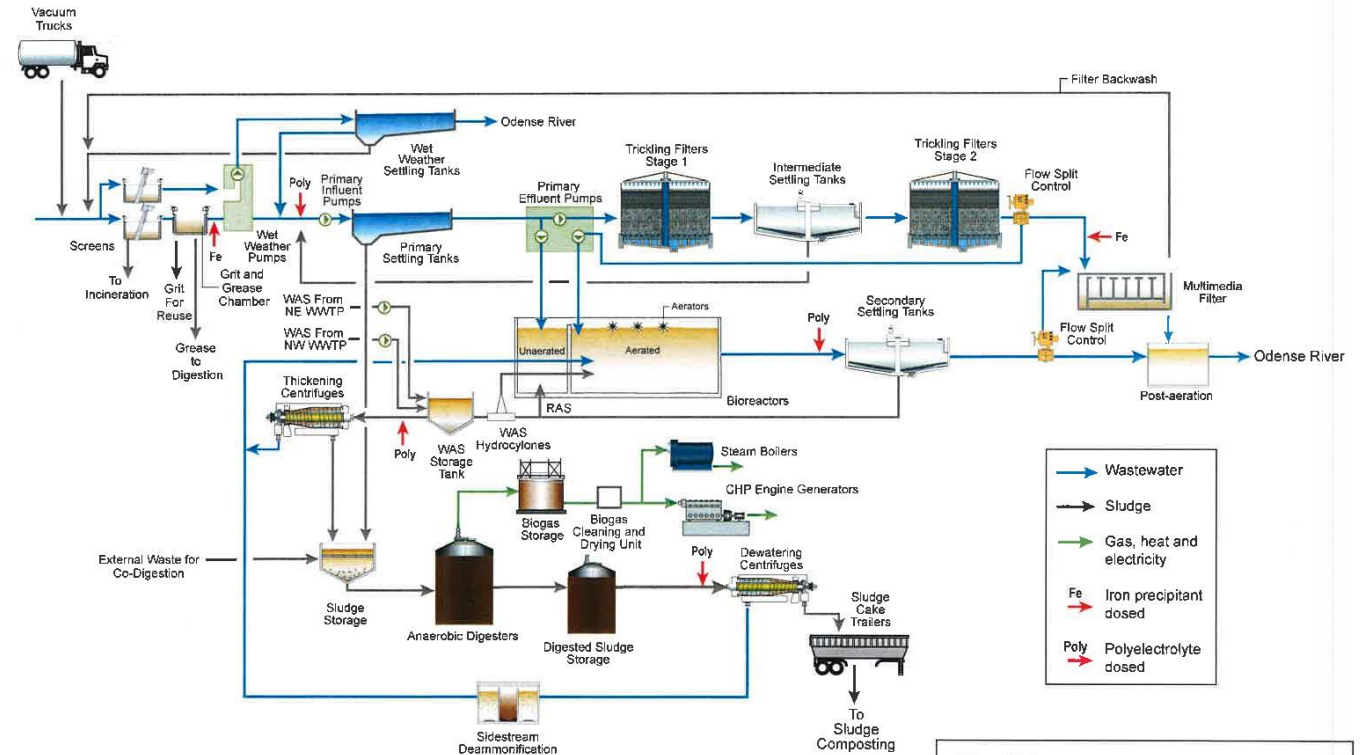 Vacuum
Trucks
Filter Backwash
Odense River
Wet
Weather
Settling Tanks
Trickling Filters
Stage 1
Intermediate
Settling Tanks
Trickling Filters
Stage 2
Flow Split
Control
Poly
Primary
Influent
Pumps
Primary
Effluent Pumps
Screens
Fe
Wet
Weather
Pumps
Primary
Settling Tanks
Fe
To
Incineration
Grit
For
Reuse
Grit and
Grease
Chamber
Grease
to
Digestion
WAS From
NE WWTP
WAS From
NW WWTP
Multimedia
Filter
Aerators
Unaerated
Aerated
Poly
Secondary
Settling Tanks
Flow Split
Control
Odense River
Post-aeration
Bioreactors
RAS
Thickening
Centrifuges
Poly
WAS
Storage
Tank
WAS
Hydrocylones
Steam Boilers
CHP Engine Generators
Biogas
Storage
Biogas
Cleaning and
Drying Unit
External Waste for
Co-Digestion
Sludge
Storage
Anaerobic Digesters
Digested Sludge
Storage
Poly
Dewatering
Centrifuges
Sludge
Cake
Trailers
To
Sludge
Composting
Sidestream
Deammonification
Wastewater
Sludge
Gas, heat and
electricity
Fe
Iron precipitant
dosed
Poly
Polyelectrolyte
dosed